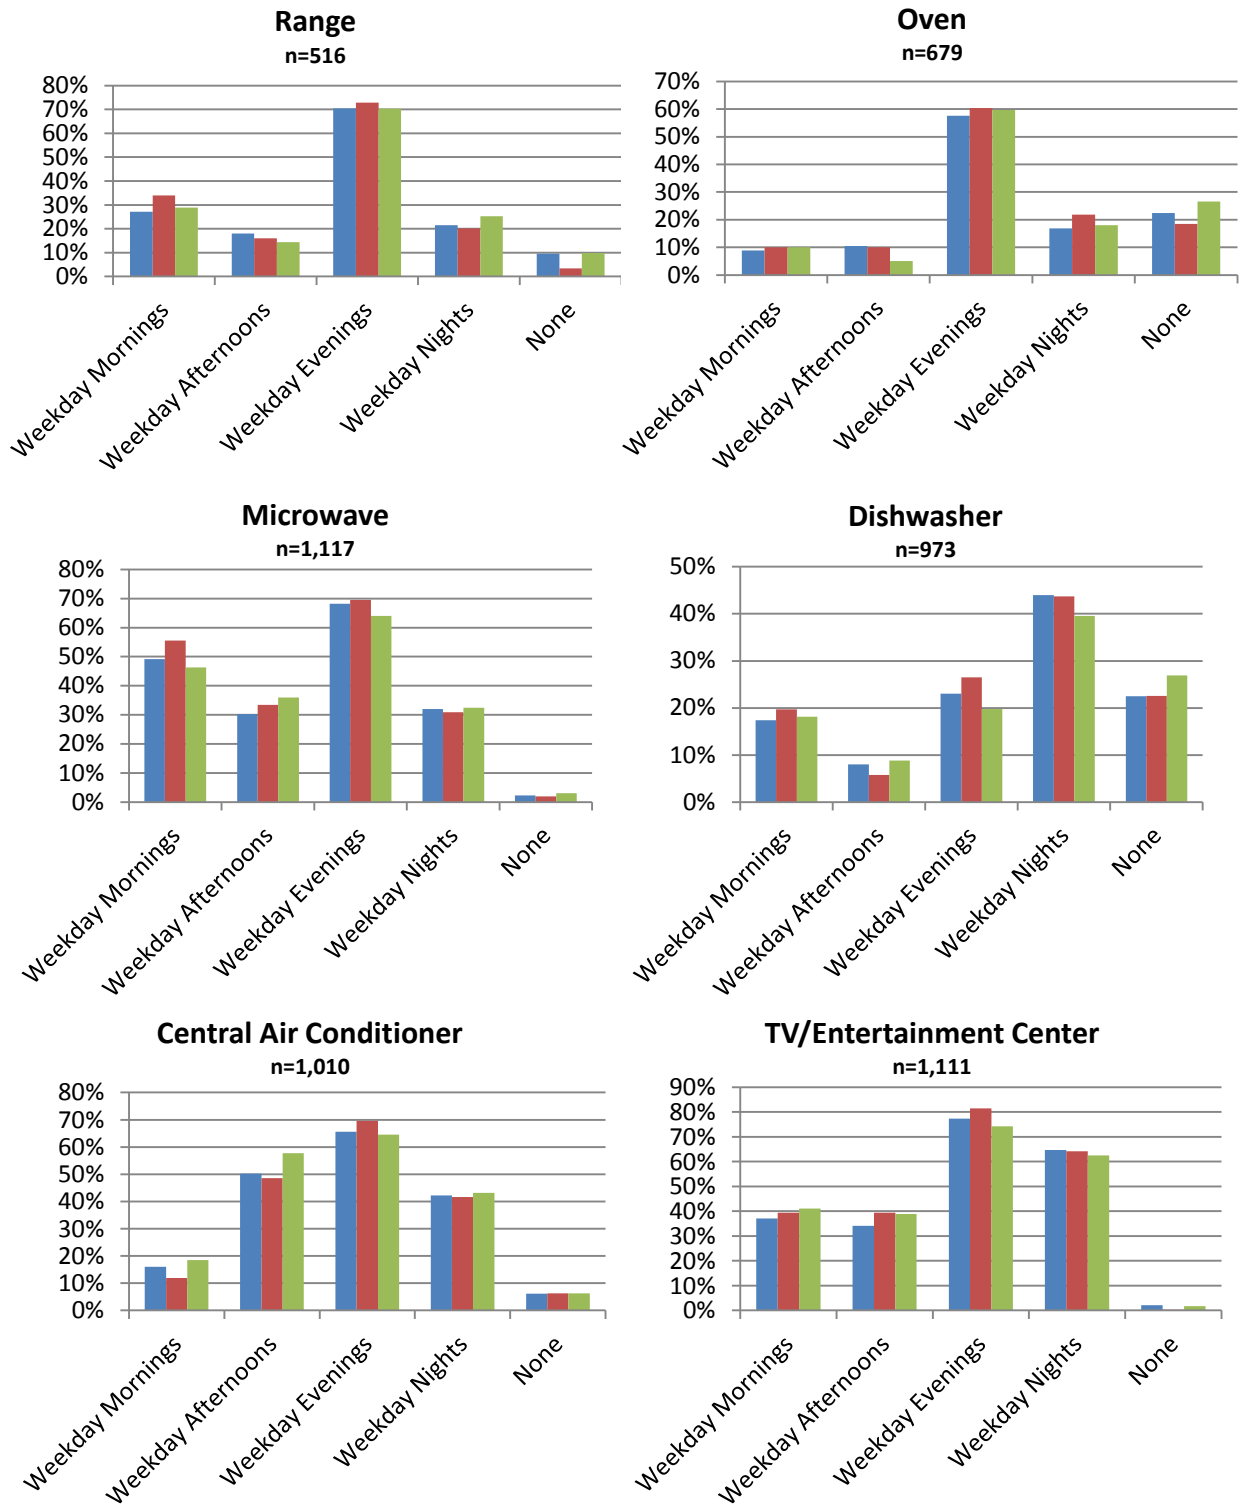 Range
n=516
80%
70%
60%
50%
40%
30%
20%
10%
0%
Weekday Mornings
Weekday Afternoons
Weekday Evenings
Weekday Nights
None
Oven
n=679
70%
60%
50%
40%
30%
20%
10%
0%
Weekday Mornings
Weekday Afternoons
Weekday Evenings
Weekday Nights
None
Microwave
n=1,117
80%
70%
60%
50%
40%
30%
20%
10%
0%
Weekday Mornings
Weekday Afternoons
Weekday Evenings
Weekday Nights
None
Dishwasher
n=973
50%
40%
30%
20%
10%
0%
Weekday Mornings
Weekday Afternoons
Weekday Evenings
Weekday Nights
None
Central Air Conditioner
n=1,010
80%
70%
60%
50%
40%
30%
20%
10%
0%
Weekday Mornings
Weekday Afternoons
Weekday Evenings
Weekday Nights
None
TV/Entertainment Center
n=1,111
90%
80%
70%
60%
50%
40%
30%
20%
10%
0%
Weekday Mornings
Weekday Afternoons
Weekday Evenings
Weekday Nights
None